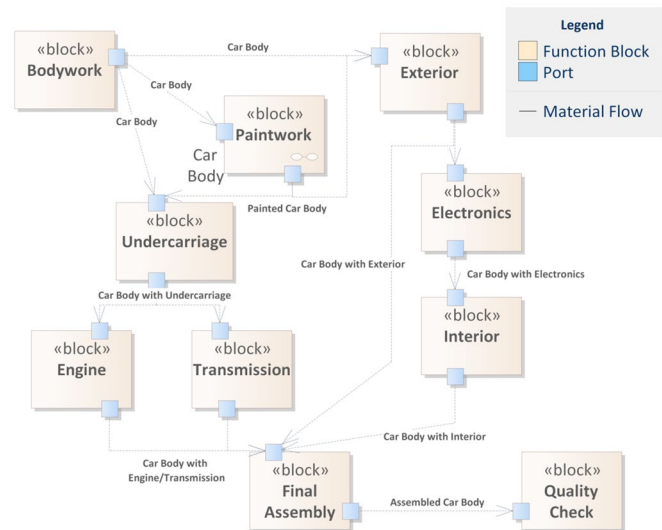 «block»
Bodywork
Car Body
Car Body
Car Body
«block»
Exterior
Legend
Function Block
Port
Material Flow
«block»
Paintwork
Car
Body
Painted Car Body
«block»
Undercarriage
«block»
Electronics
Car Body with Exterior
Car Body with Electronics
Car Body with Undercarriage
«block»
Engine
«block»
Transmission
«block»
Interior
Car Body with
Engine/Transmission
Car Body with Interior
«block»
Final
Assembly
Assembled Car Body
«block»
Quality
Check